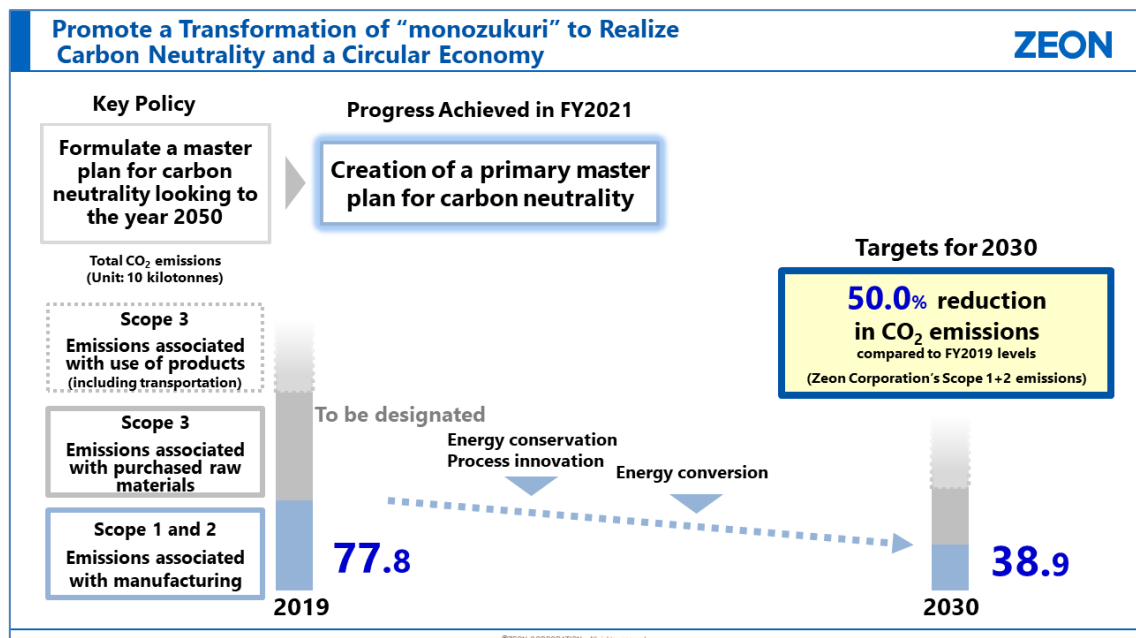 Promote a Transformation of “monozukuri” to Realize
Carbon Neutrality and a Circular Economy
ZEON
Key Policy
Progress Achieved in FY2021
Formulate a master
plan for carbon
neutrality looking to
the year 2050
Creation of a primary master
plan for carbon neutrality
Total CO₂ emissions
(Unit: 10 kilotonnes)
Targets for 2030
50.0% reduction
in CO₂ emissions
compared to FY2019 levels
(Zeon Corporation’s Scope 1+2 emissions)
Scope 3
Emissions associated
with use of products
(including transportation)
Scope 3
Emissions associated
with purchased raw
materials
To be designated
Energy conservation
Process innovation
Energy conversion
Scope 1 and 2
Emissions associated
with manufacturing
77.8
38.9
2019
2030